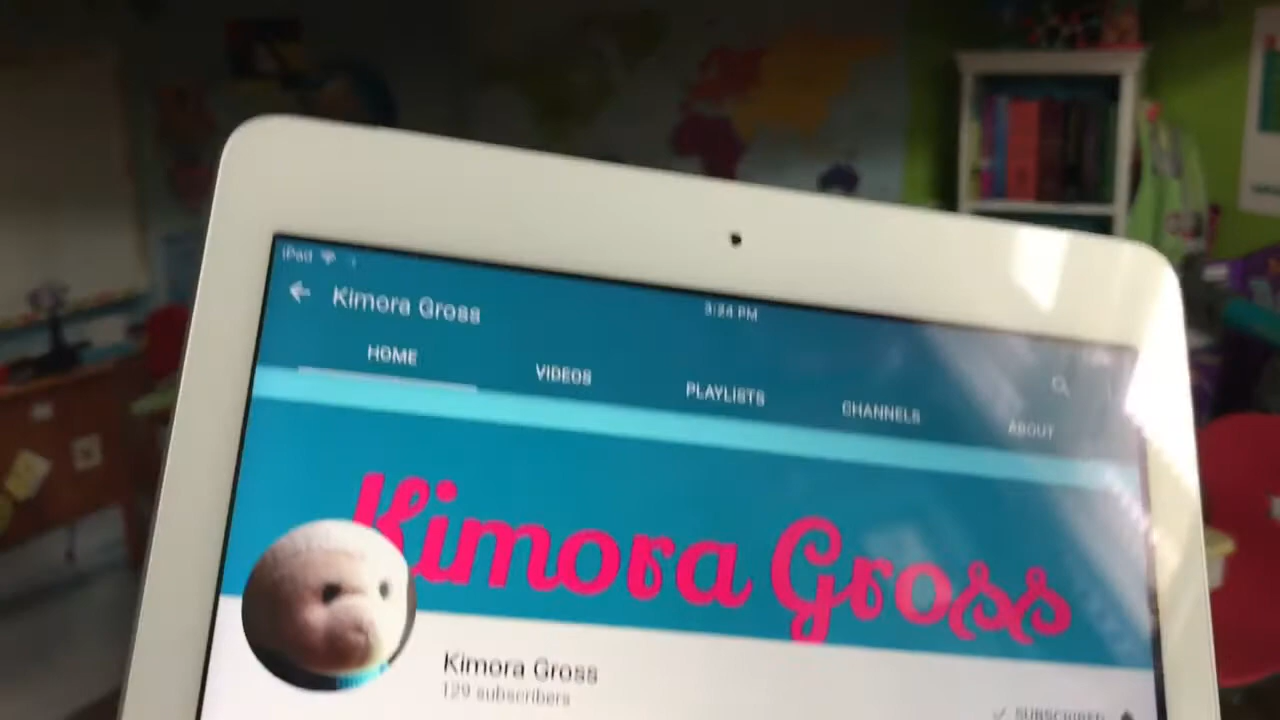 iPad
3:24 PM
Kimora Gross
HOME
VIDEOS
PLAYLISTS
CHANNELS
ABOUT
Kimora Gross
Kimora Gross
129 subscribers
SUBSCRIBED